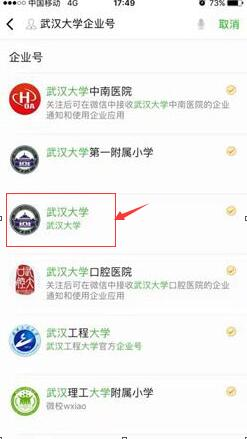 中国移动 4G 17:49 73%
武汉大学企业号 取消
企业号
武汉大学中南医院
关注后可在微信中接收武汉大学中南医院的企业
通知和使用企业应用
武汉大学第一附属小学
武汉大学
武汉大学
武汉大学口腔医院
关注后可在微信中接收武汉大学口腔医院的企业
通知和使用企业应用
武汉工程大学
武汉工程大学官方企业号
武汉理工大学附属小学
微校wxiao